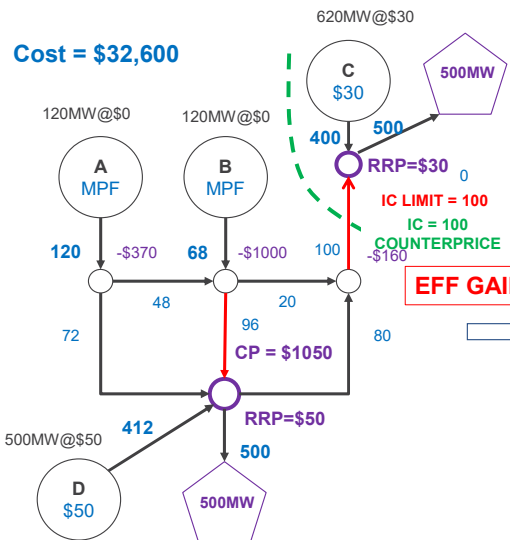 620MW@$30
Cost = $32,600
C
$30
500MW
120MW@$0
120MW@$0
400
500
A
MPF
B
MPF
RRP=$30
0
IC LIMIT = 100
IC = 100
COUNTERPRICE
120
-$370
68
-$1000
100
-$160
EFF GAI
48
20
72
96
80
CP = $1050
412
RRP=$50
500MW@$50
500
D
$50
500MW